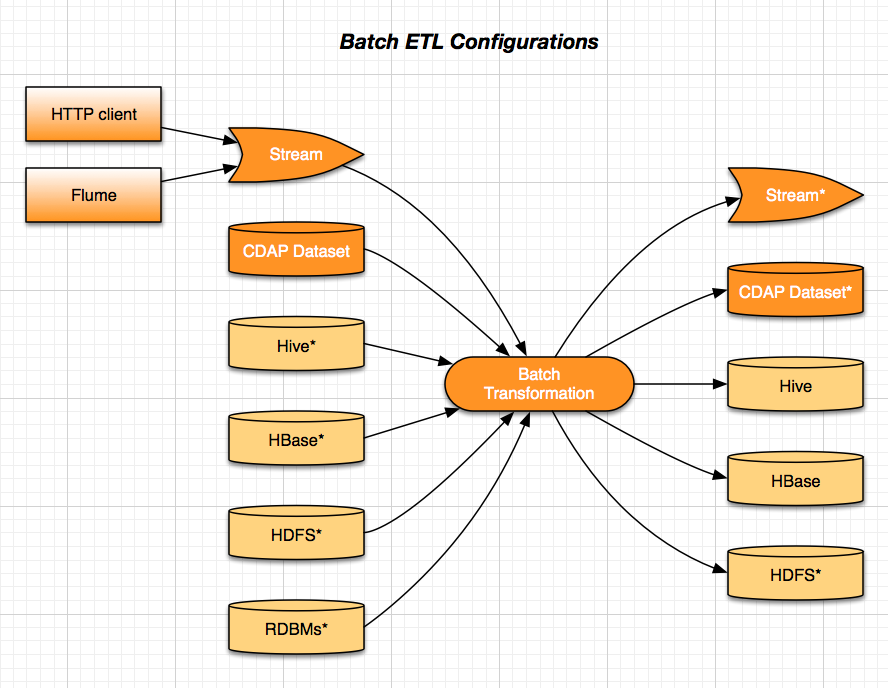 Batch ETL Configurations
HTTP client
Flume
Stream
CDAP Dataset
Hive*
HBase*
HDFS*
RDBMs*
Batch
Transformation
Stream*
CDAP Dataset*
Hive
HBase
HDFS*